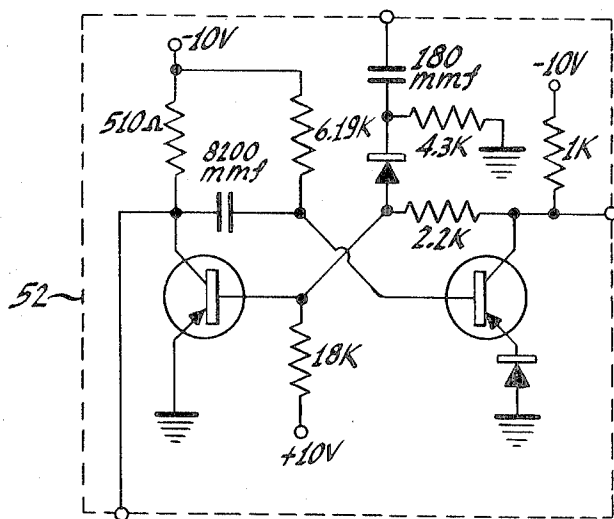 -10V
180
mmf
-10V
510Ω
6.19K
4.3K
1K
8200
mmf
2.2K
52
18K
+10V